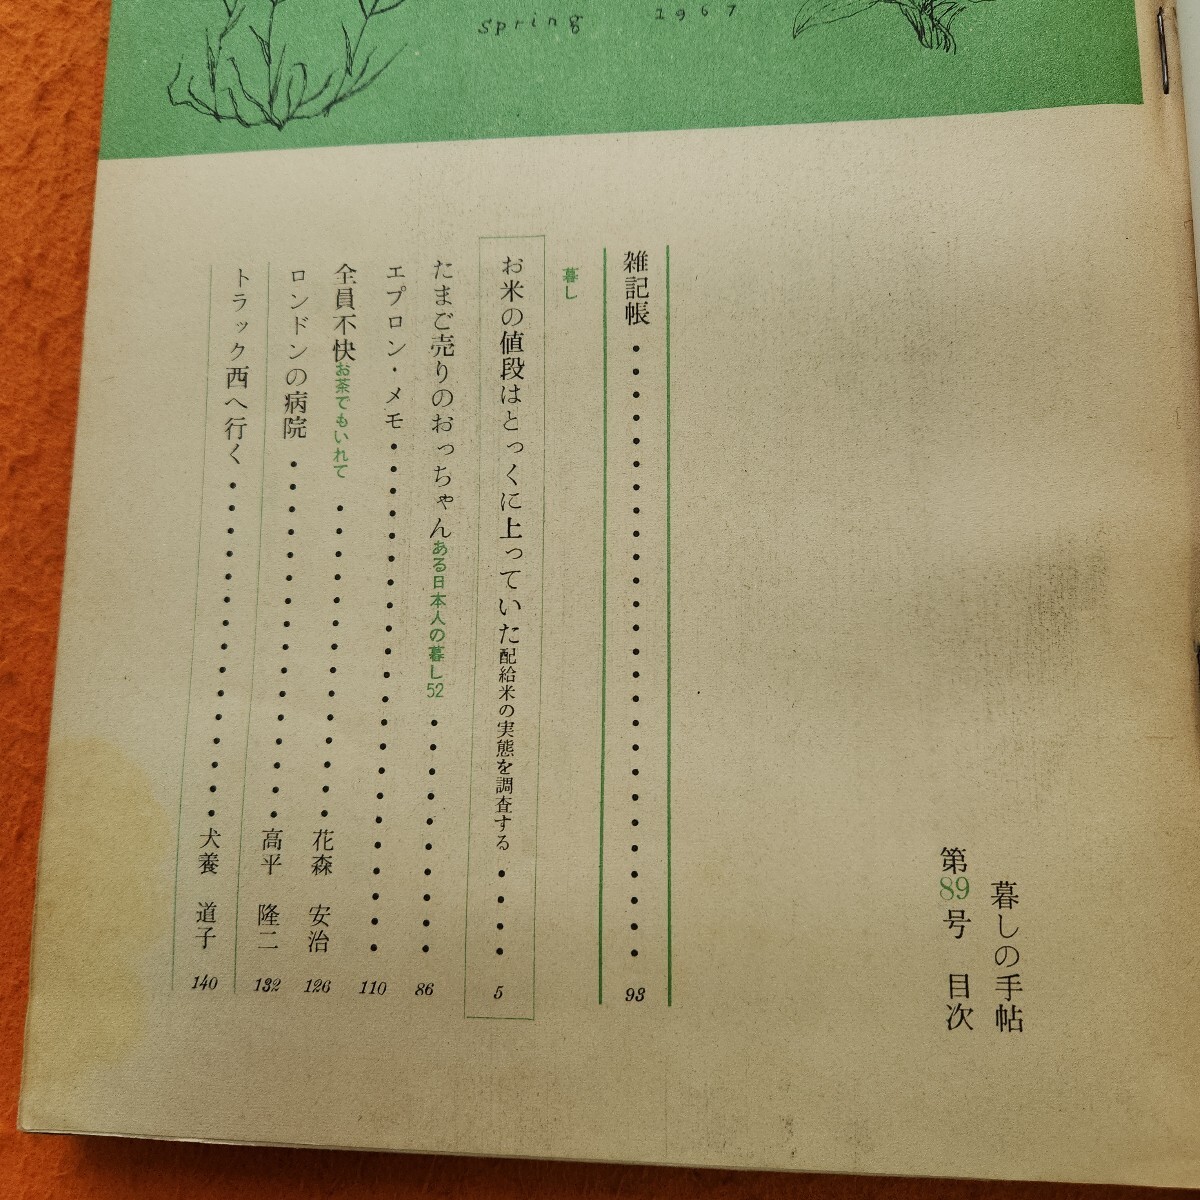 Spring 1967
暮しの手帖
第89号 目次
雑記帳 93
暮し
お米の値段はとっくに上っていた 配給米の実態を調査する 5
たまご売りのおっちゃん ある日本人の暮し52 86
エプロン・メモ 110
全員不快 お茶でもいれて 花森 安治 126
ロンドンの病院 高平 隆二 132
トラック西へ行く 犬養 道子 140